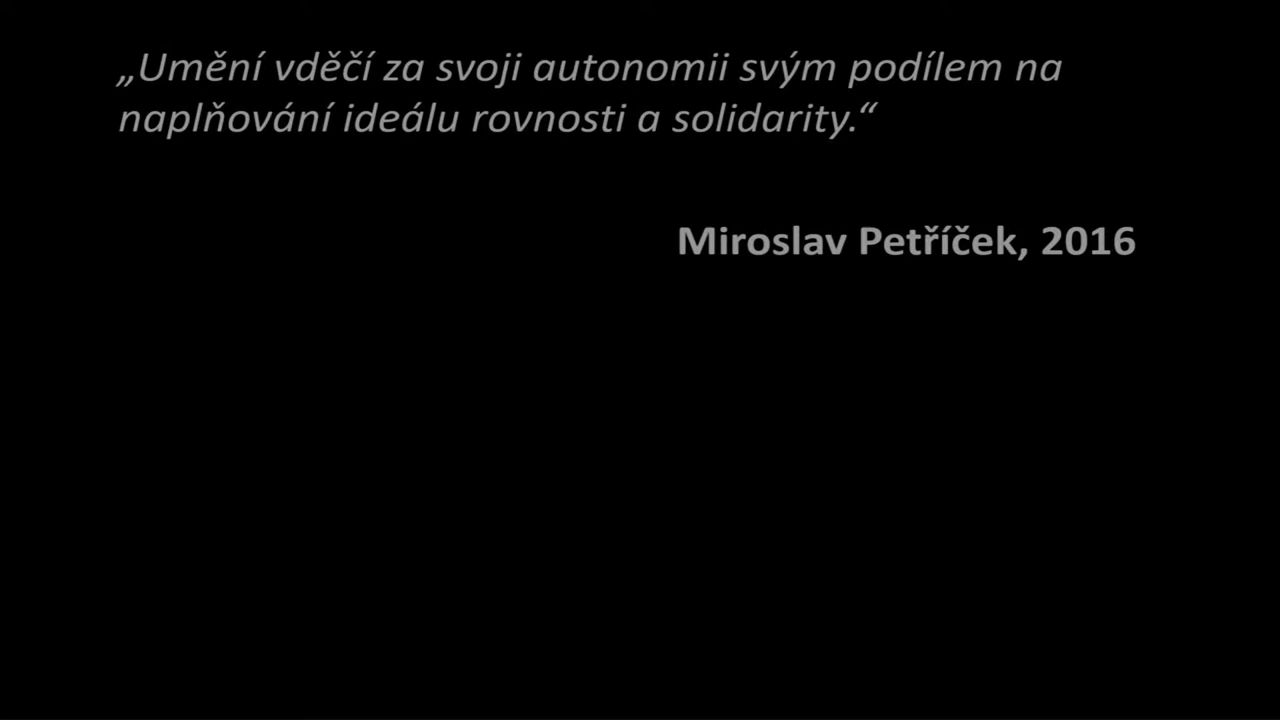 „Umění vděčí za svoji autonomii svým podílem na
naplňování ideálu rovnosti a solidarity.“
Miroslav Petříček, 2016